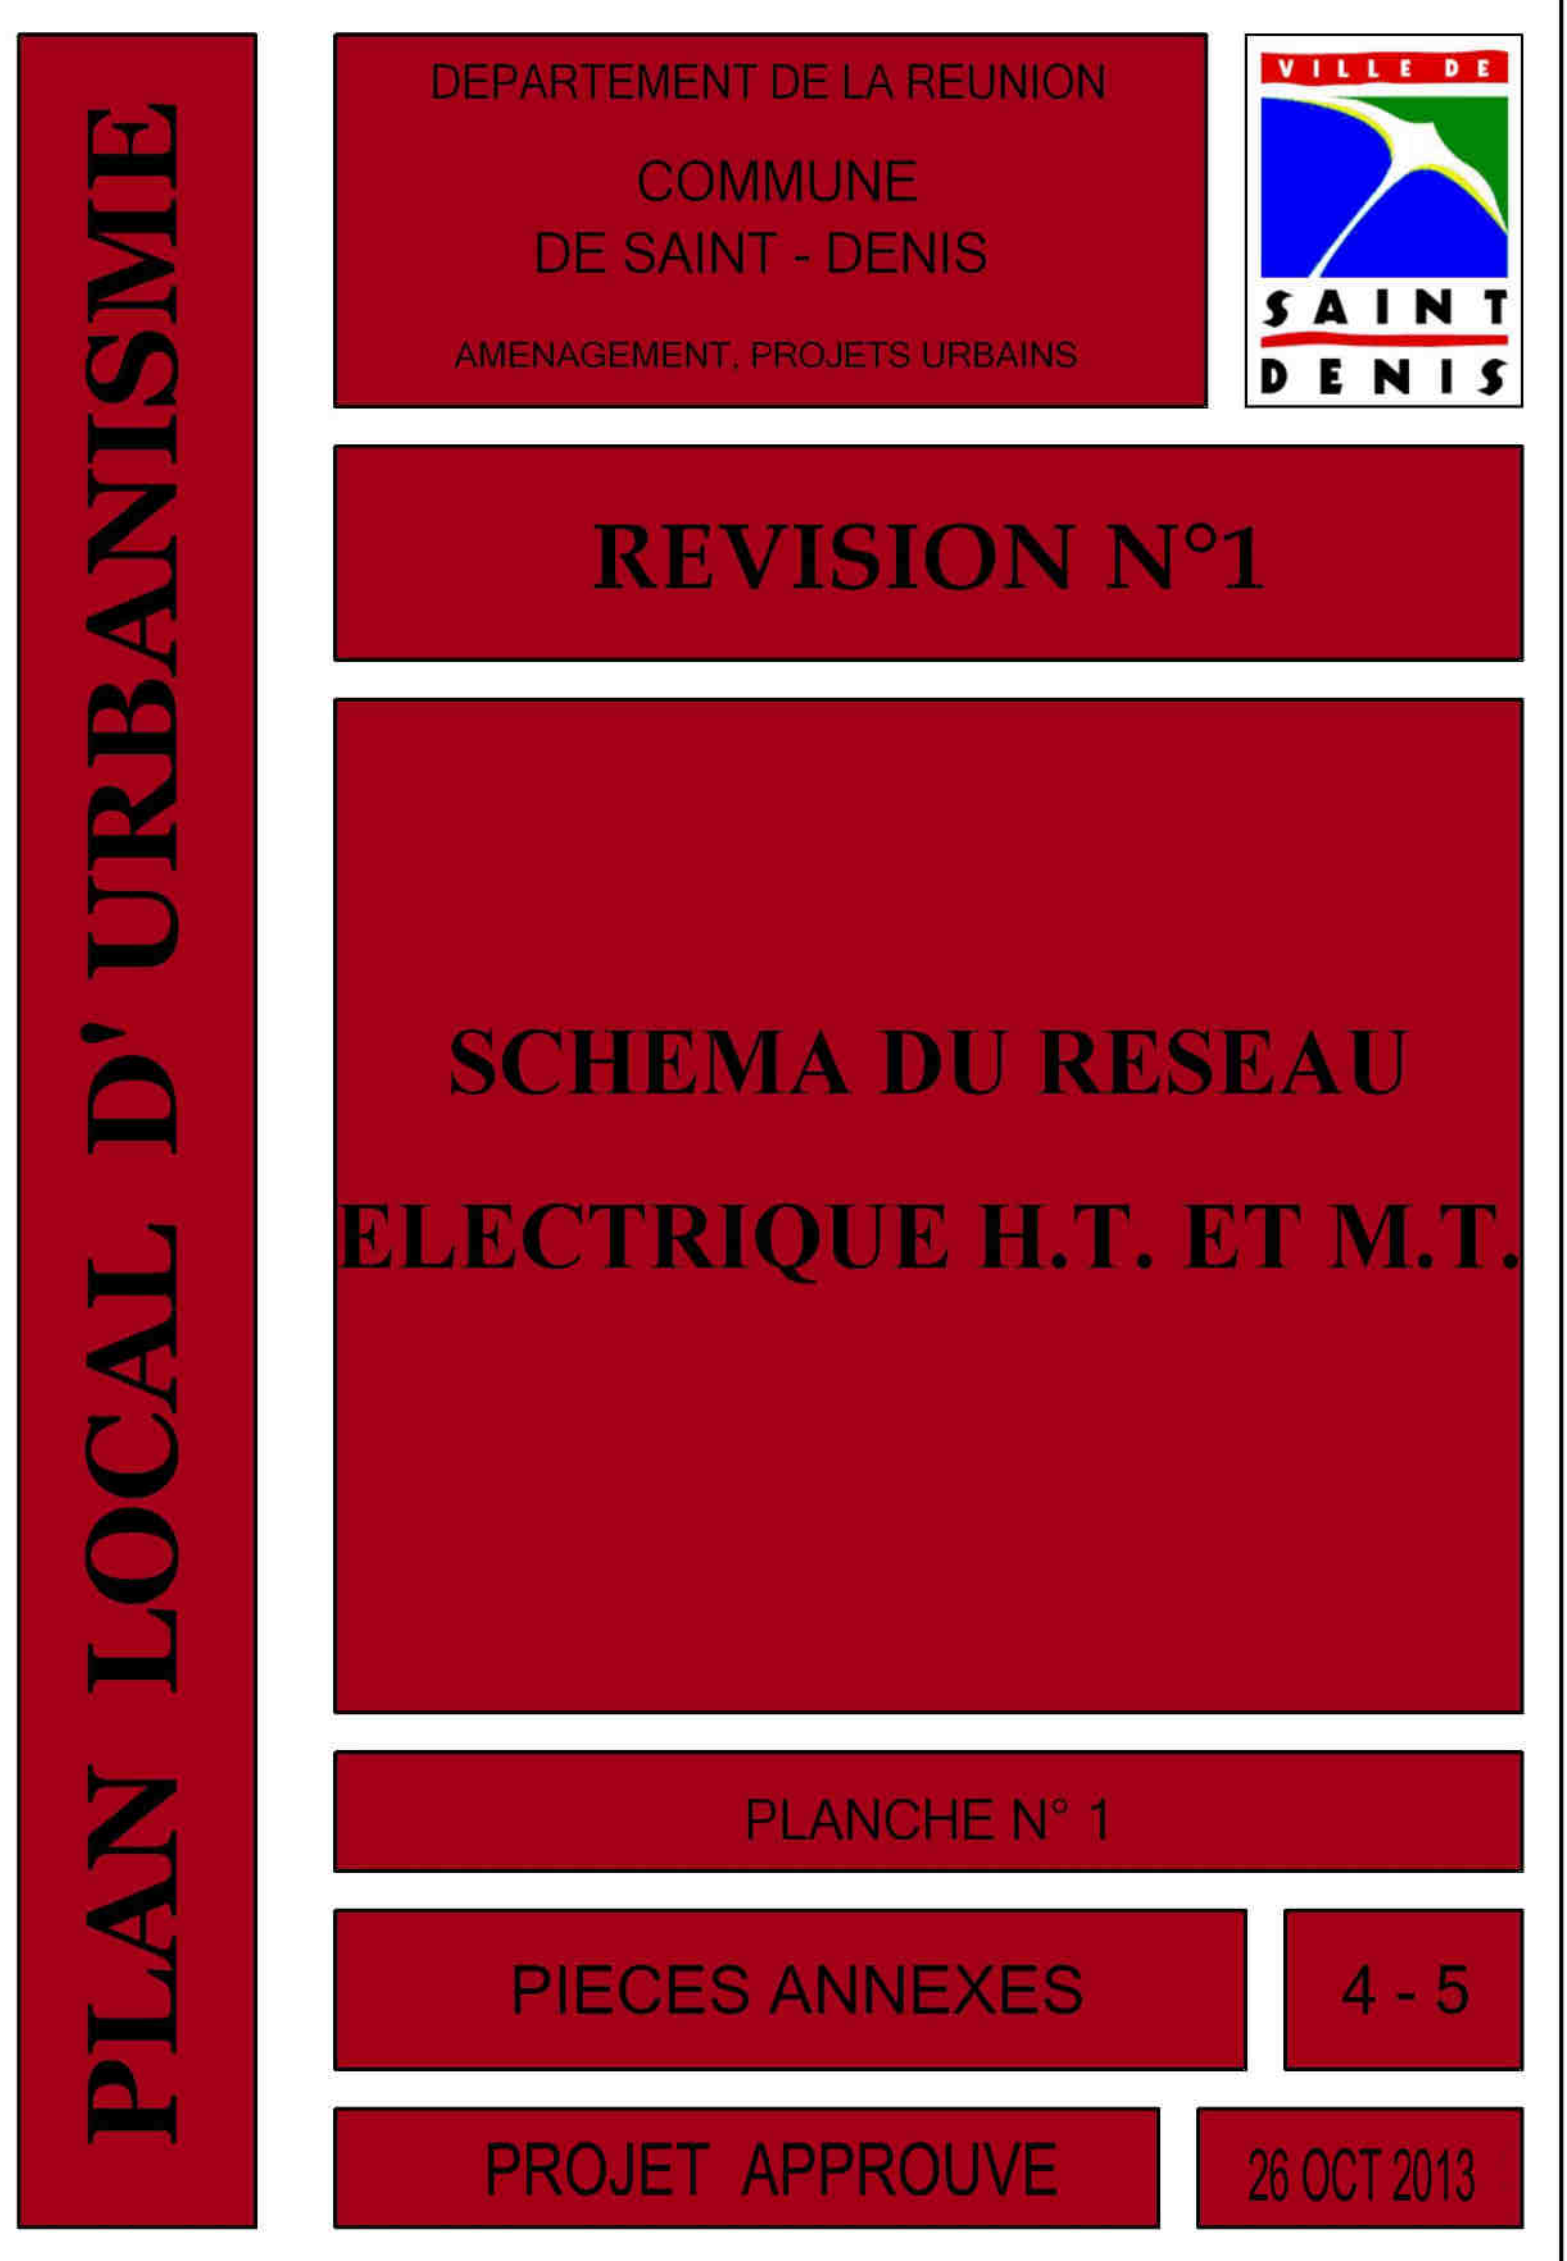 PLAN LOCAL D' URBANISME
DEPARTEMENT DE LA REUNION
COMMUNE
DE SAINT - DENIS
AMENAGEMENT, PROJETS URBAINS
VILLE DE
SAINT
DENIS
REVISION N°1
SCHEMA DU RESEAU
ELECTRIQUE H.T. ET M.T.
PLANCHE N° 1
PIECES ANNEXES
4 - 5
PROJET APPROUVE
26 OCT 2013